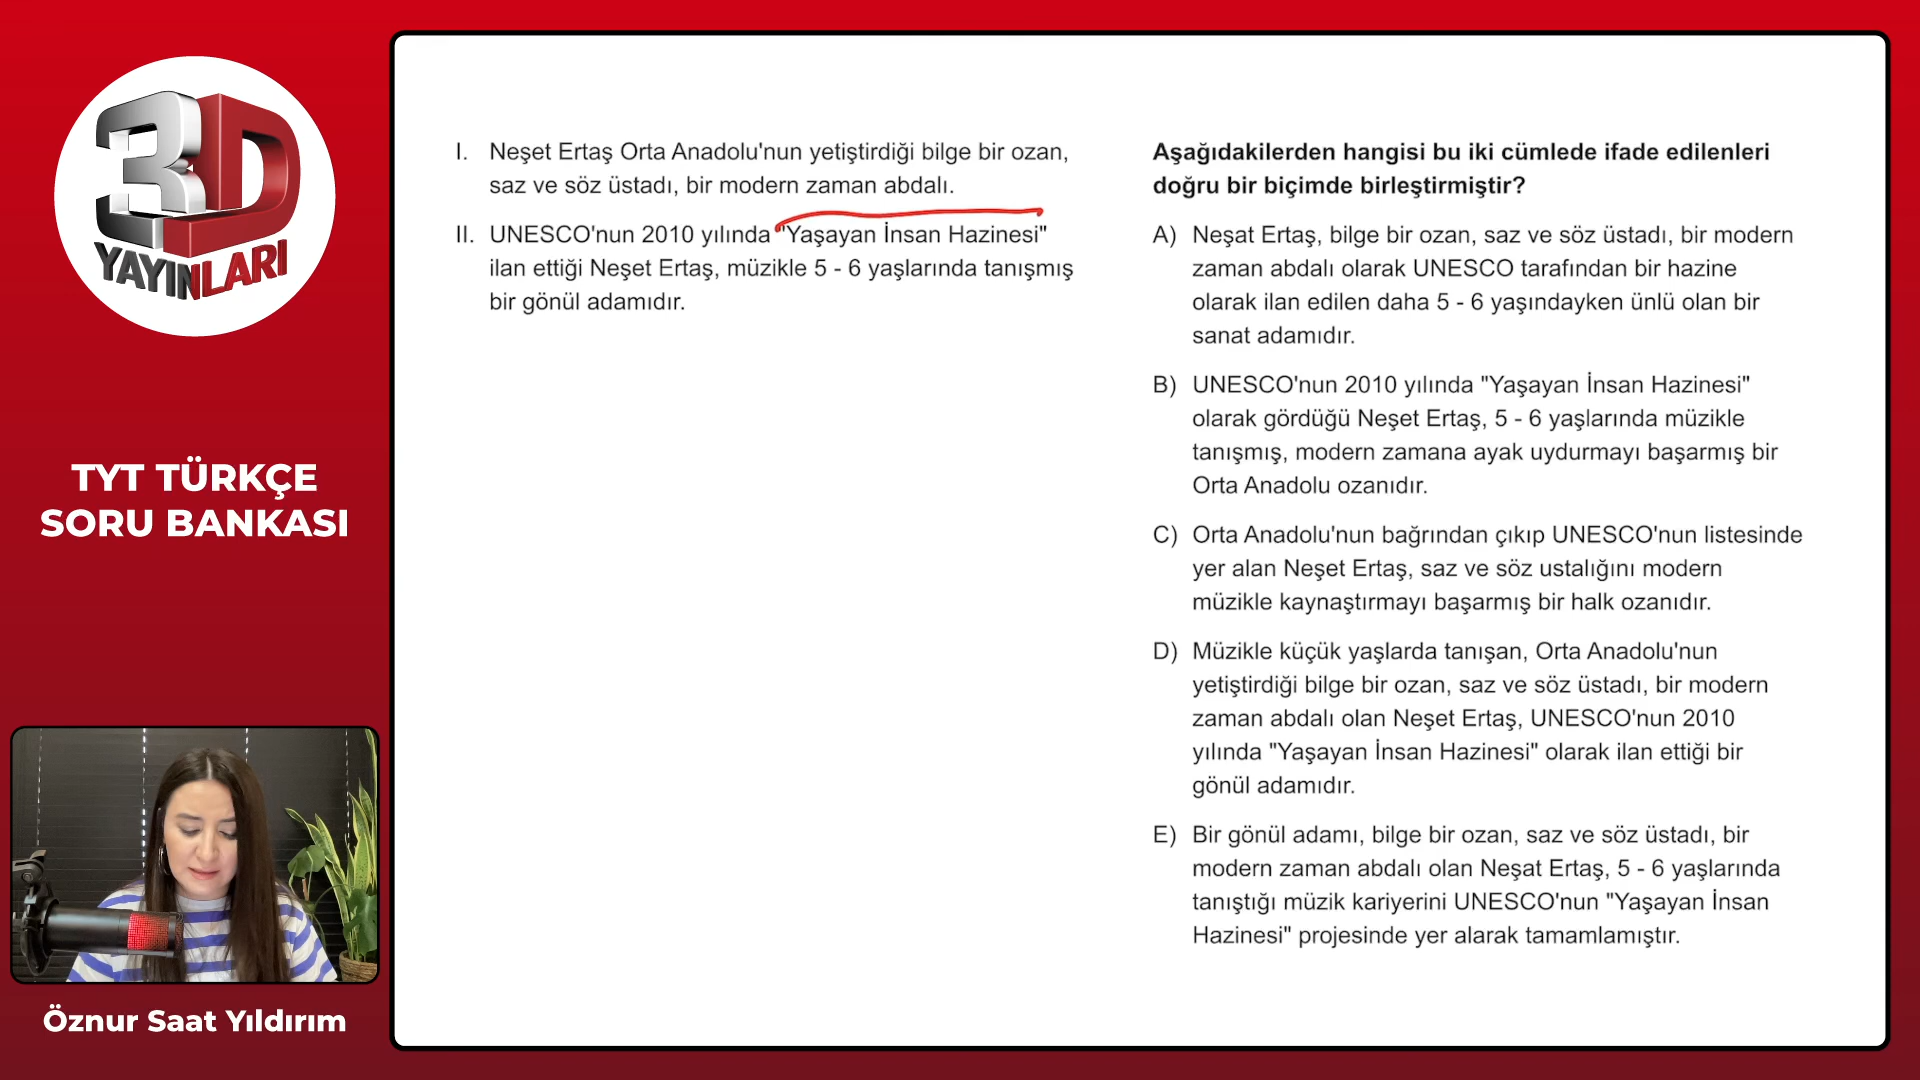 3D
YAYINLARI
TYT TÜRKÇE
SORU BANKASI
Öznur Saat Yıldırım
I. Neşet Ertaş Orta Anadolu'nun yetiştirdiği bilge bir ozan,
saz ve söz üstadı, bir modern zaman abdalı.
II. UNESCO'nun 2010 yılında "Yaşayan İnsan Hazinesi"
ilan ettiği Neşet Ertaş, müzikle 5 - 6 yaşlarında tanışmış
bir gönül adamıdır.
Aşağıdakilerden hangisi bu iki cümlede ifade edilenleri
doğru bir biçimde birleştirmiştir?
A) Neşat Ertaş, bilge bir ozan, saz ve söz üstadı, bir modern
zaman abdalı olarak UNESCO tarafından bir hazine
olarak ilan edilen daha 5 - 6 yaşındayken ünlü olan bir
sanat adamıdır.
B) UNESCO'nun 2010 yılında "Yaşayan İnsan Hazinesi"
olarak gördüğü Neşet Ertaş, 5 - 6 yaşlarında müzikle
tanışmış, modern zamana ayak uydurmayı başarmış bir
Orta Anadolu ozanıdır.
C) Orta Anadolu'nun bağrından çıkıp UNESCO'nun listesinde
yer alan Neşet Ertaş, saz ve söz ustalığını modern
müzikle kaynaştırmayı başarmış bir halk ozanıdır.
D) Müzikle küçük yaşlarda tanışan, Orta Anadolu'nun
yetiştirdiği bilge bir ozan, saz ve söz üstadı, bir modern
zaman abdalı olan Neşet Ertaş, UNESCO'nun 2010
yılında "Yaşayan İnsan Hazinesi" olarak ilan ettiği bir
gönül adamıdır.
E) Bir gönül adamı, bilge bir ozan, saz ve söz üstadı, bir
modern zaman abdalı olan Neşat Ertaş, 5 - 6 yaşlarında
tanıştığı müzik kariyerini UNESCO'nun "Yaşayan İnsan
Hazinesi" projesinde yer alarak tamamlamıştır.